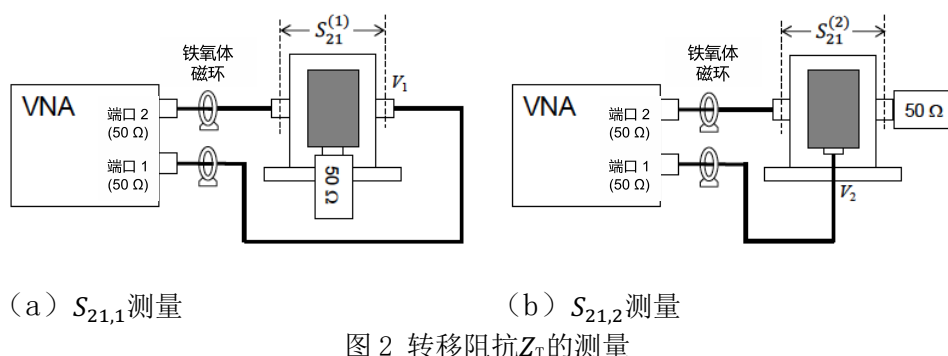 S₂₁⁽¹⁾
铁氧体
磁环
V₁
VNA
端口 2
(50 Ω)
端口 1
(50 Ω)
50 Ω
S₂₁⁽²⁾
铁氧体
磁环
VNA
端口 2
(50 Ω)
50 Ω
端口 1
(50 Ω)
V₂
（a）S₂₁,₁测量
（b）S₂₁,₂测量
图 2 转移阻抗Z_T的测量